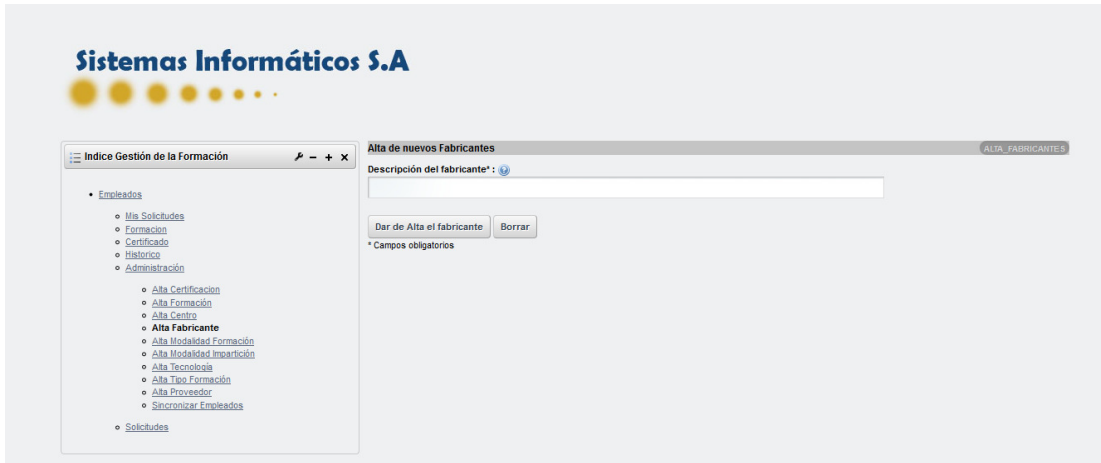 Sistemas Informáticos S.A
Indice Gestión de la Formación
Empleados
Mis Solicitudes
Formacion
Certificado
Historico
Administración
Alta Certificacion
Alta Formación
Alta Centro
Alta Fabricante
Alta Modalidad Formación
Alta Modalidad Impartición
Alta Tecnología
Alta Tipo Formación
Alta Proveedor
Sincronizar Empleados
Solicitudes
Alta de nuevos Fabricantes
ALTA_FABRICANTES
Descripción del fabricante* :
Dar de Alta el fabricante
Borrar
* Campos obligatorios